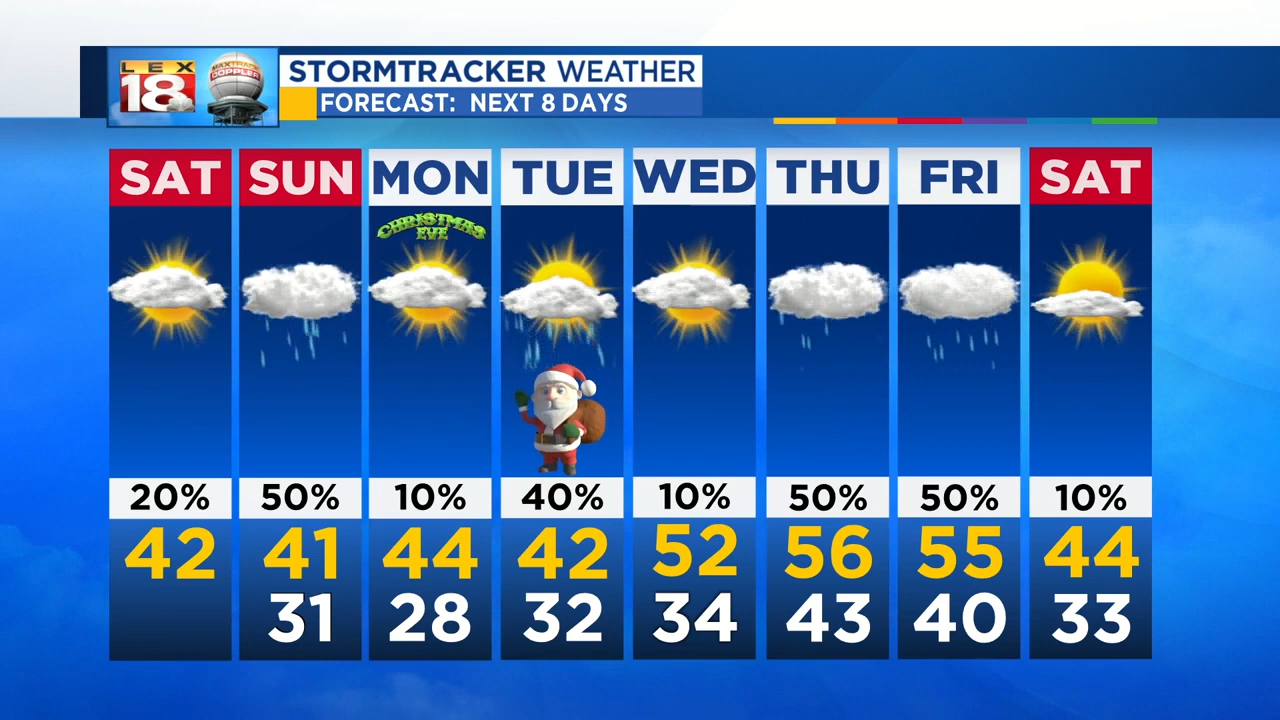 LEX
18
MAXTRACK
DOPPLER
STORMTRACKER WEATHER
FORECAST: NEXT 8 DAYS
SAT SUN MON TUE WED THU FRI SAT
CHRISTMAS
EVE
20% 50% 10% 40% 10% 50% 50% 10%
42 41 44 42 52 56 55 44
31 28 32 34 43 40 33